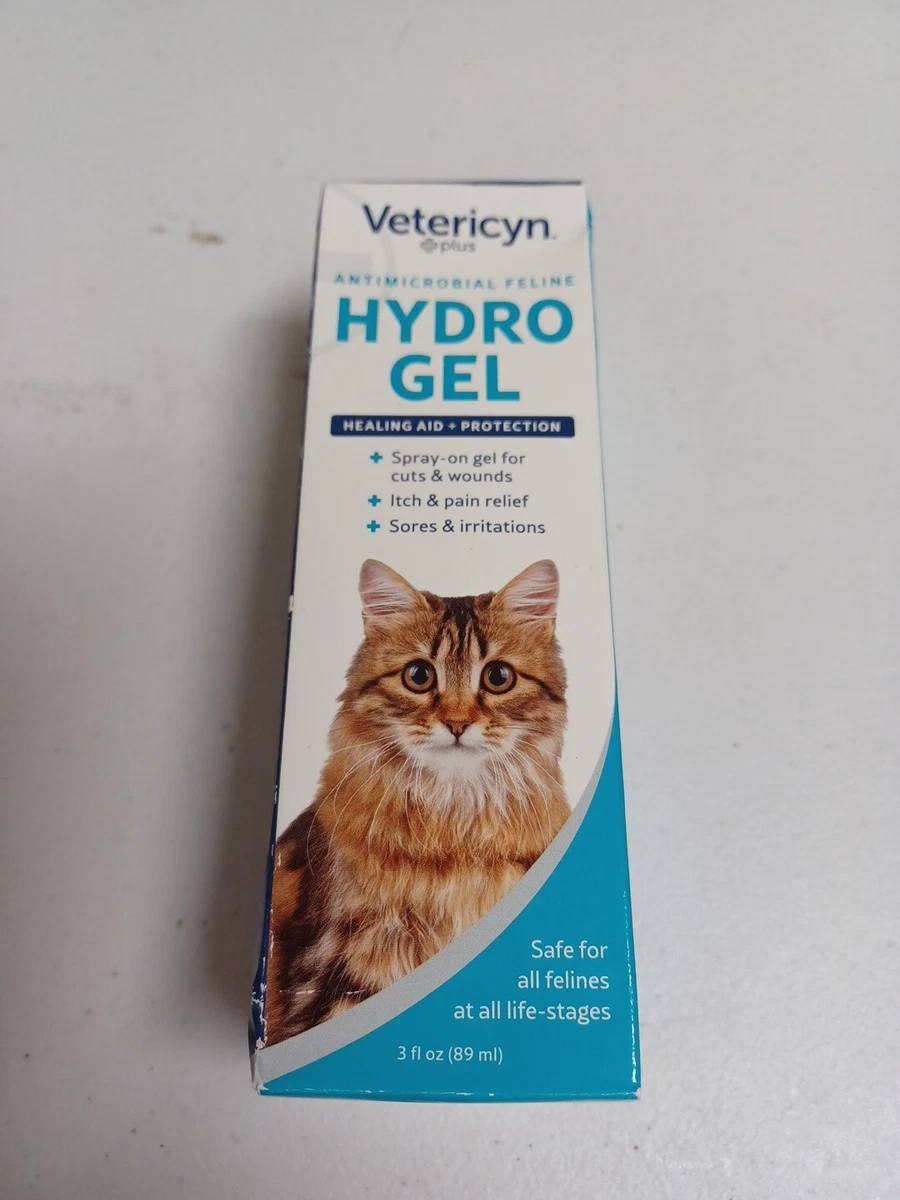 Vetericyn.
plus
ANTIMICROBIAL FELINE
HYDRO
GEL
HEALING AID + PROTECTION
+ Spray-on gel for
cuts & wounds
+ Itch & pain relief
+ Sores & irritations
Safe for
all felines
at all life-stages
3 fl oz (89 ml)